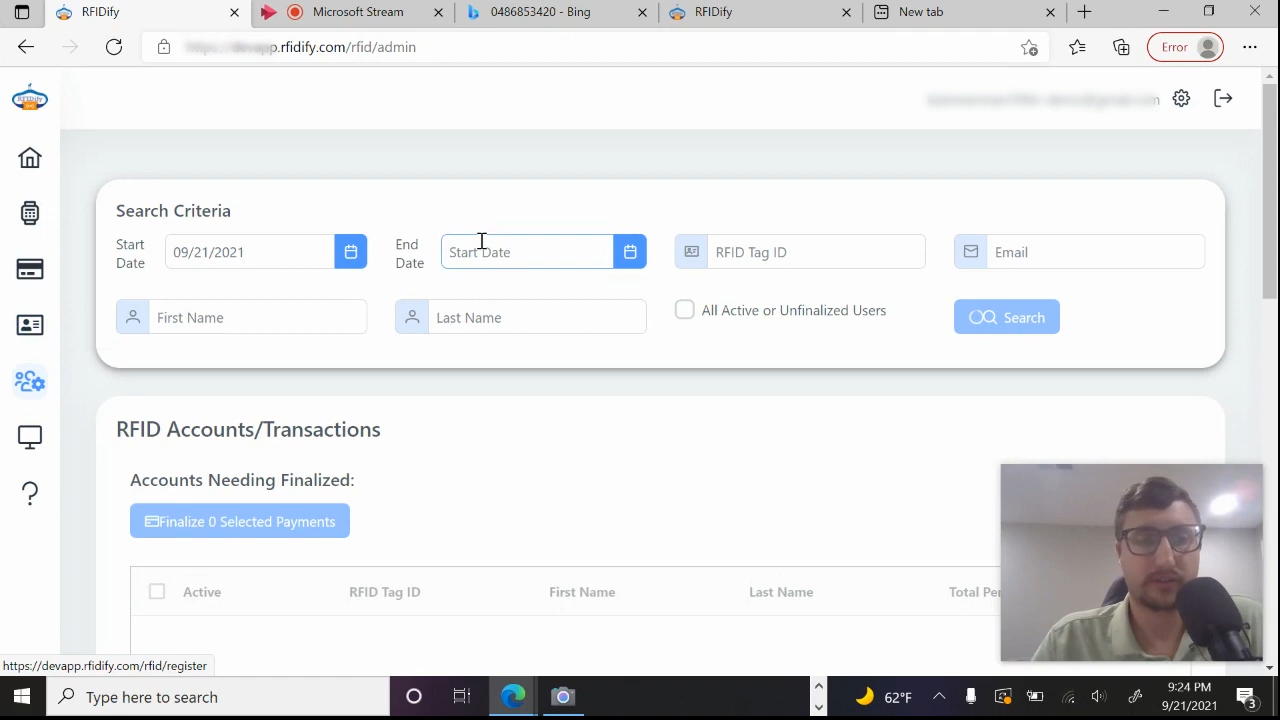 RFIDify
Microsoft Stream
0486853420 - Bing
RFIDify
New tab
https://devapp.rfidify.com/rfid/admin
Error
RFIDify
Search Criteria
Start Date
09/21/2021
End Date
Start Date
RFID Tag ID
Email
First Name
Last Name
All Active or Unfinalized Users
Search
RFID Accounts/Transactions
Accounts Needing Finalized:
Finalize 0 Selected Payments
Active
RFID Tag ID
First Name
Last Name
https://devapp.rfidify.com/rfid/register
Type here to search
62°F
9:24 PM
9/21/2021
3